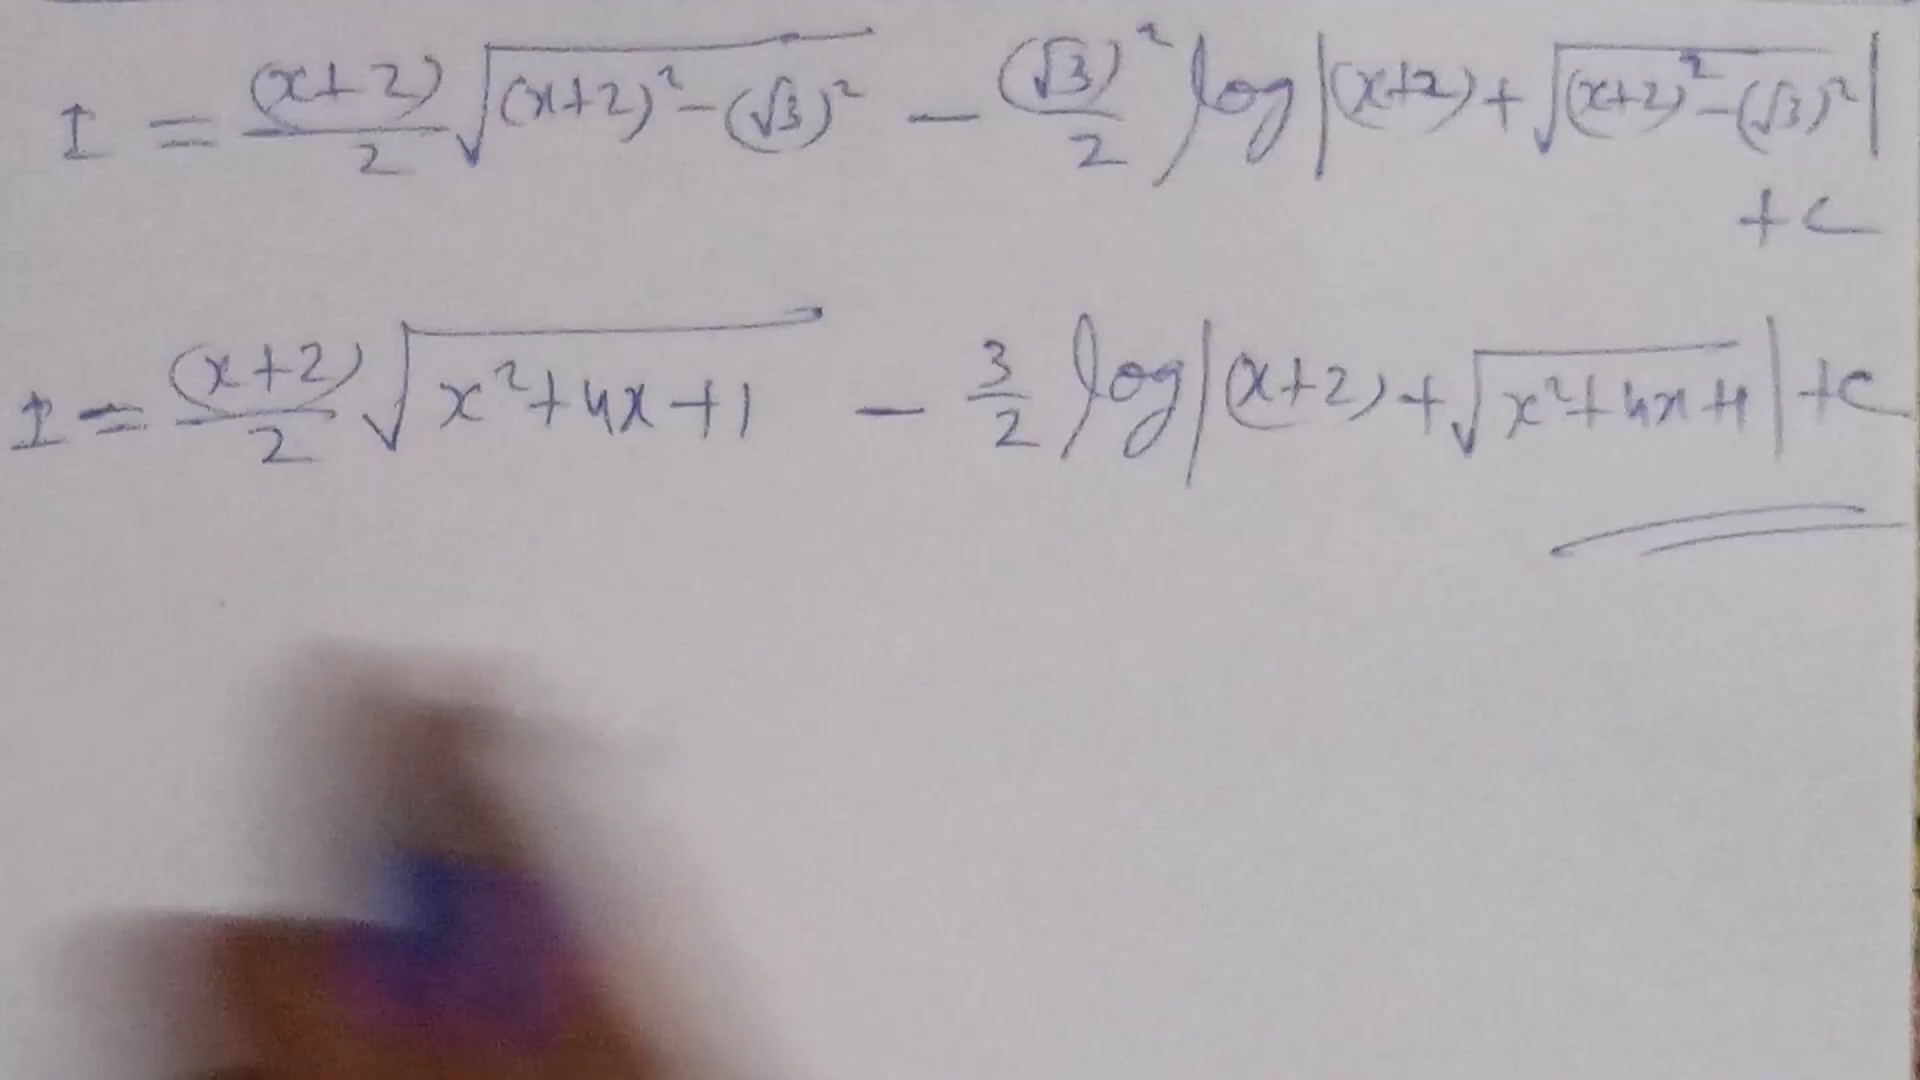 I = (x+2)/2 √((x+2)² - (√3)²) - (√3)²/2 log |(x+2) + √((x+2)² - (√3)²)|
+ c
I = (x+2)/2 √(x²+4x+1) - 3/2 log |(x+2) + √(x²+4x+1)| + c